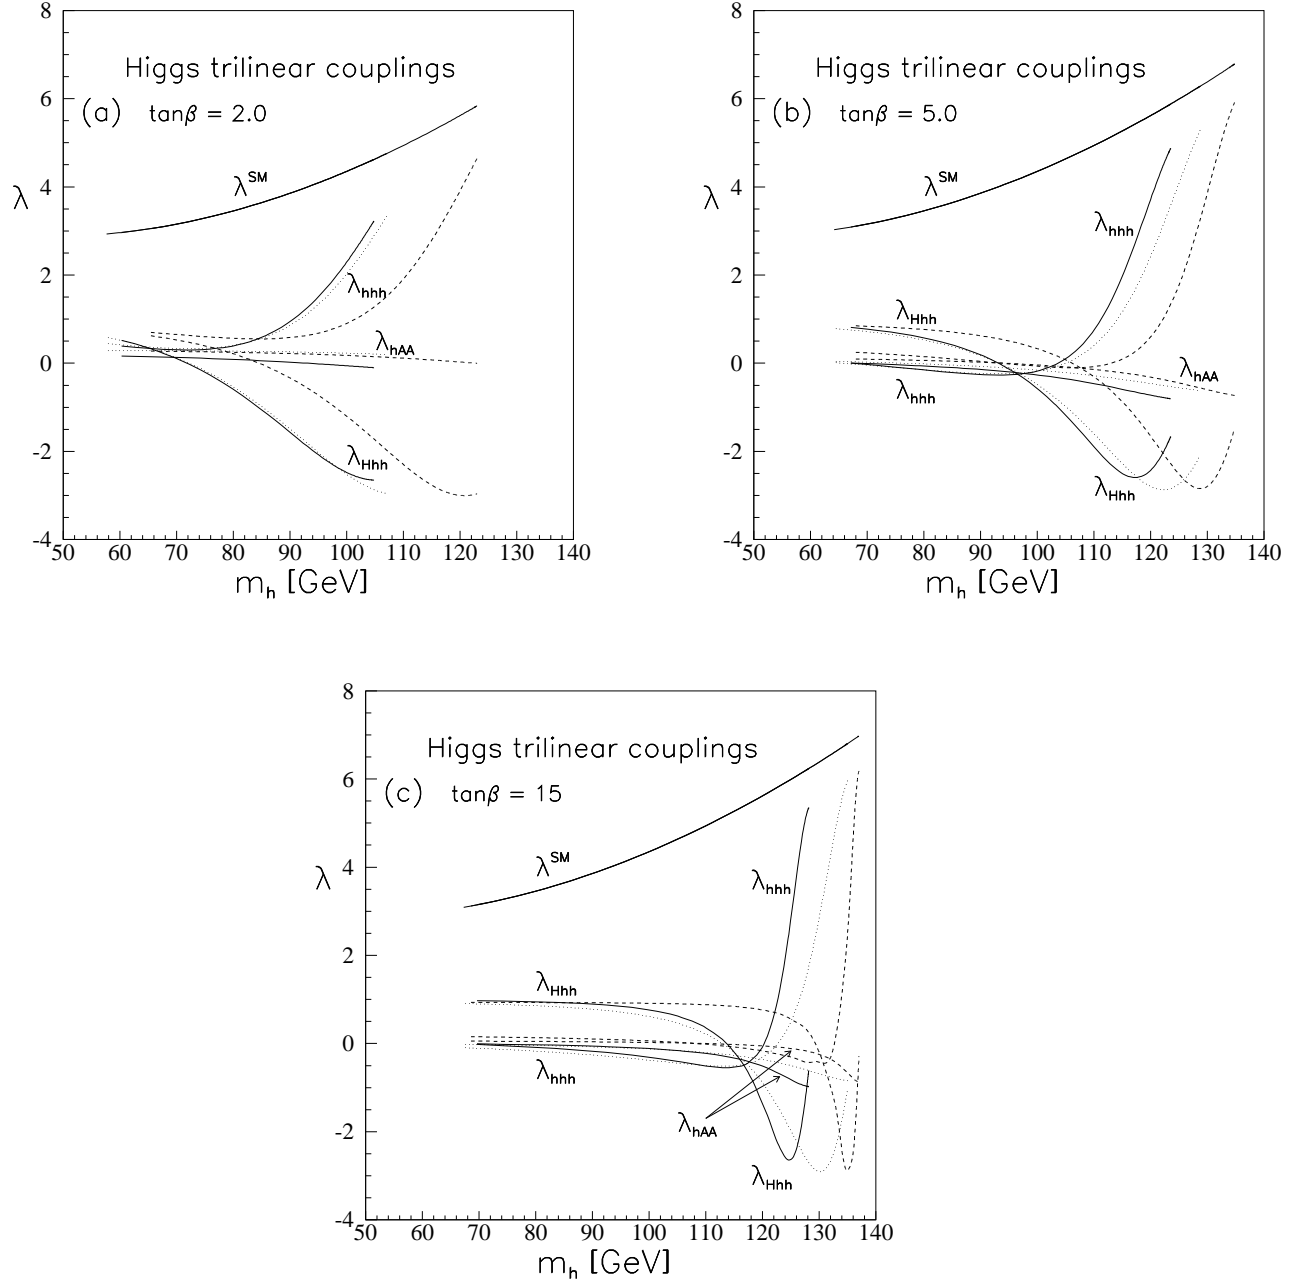 Higgs trilinear couplings
(a) tanβ = 2.0
λ^SM
λ
λ_hhh
λ_hAA
λ_Hhh
8
6
4
2
0
-2
-4
50 60 70 80 90 100 110 120 130 140
m_h [GeV]
Higgs trilinear couplings
(b) tanβ = 5.0
λ^SM
λ
λ_hhh
λ_Hhh
λ_hAA
λ_hhh
λ_Hhh
8
6
4
2
0
-2
-4
50 60 70 80 90 100 110 120 130 140
m_h [GeV]
Higgs trilinear couplings
(c) tanβ = 15
λ^SM
λ
λ_hhh
λ_Hhh
λ_hhh
λ_hAA
λ_Hhh
8
6
4
2
0
-2
-4
50 60 70 80 90 100 110 120 130 140
m_h [GeV]